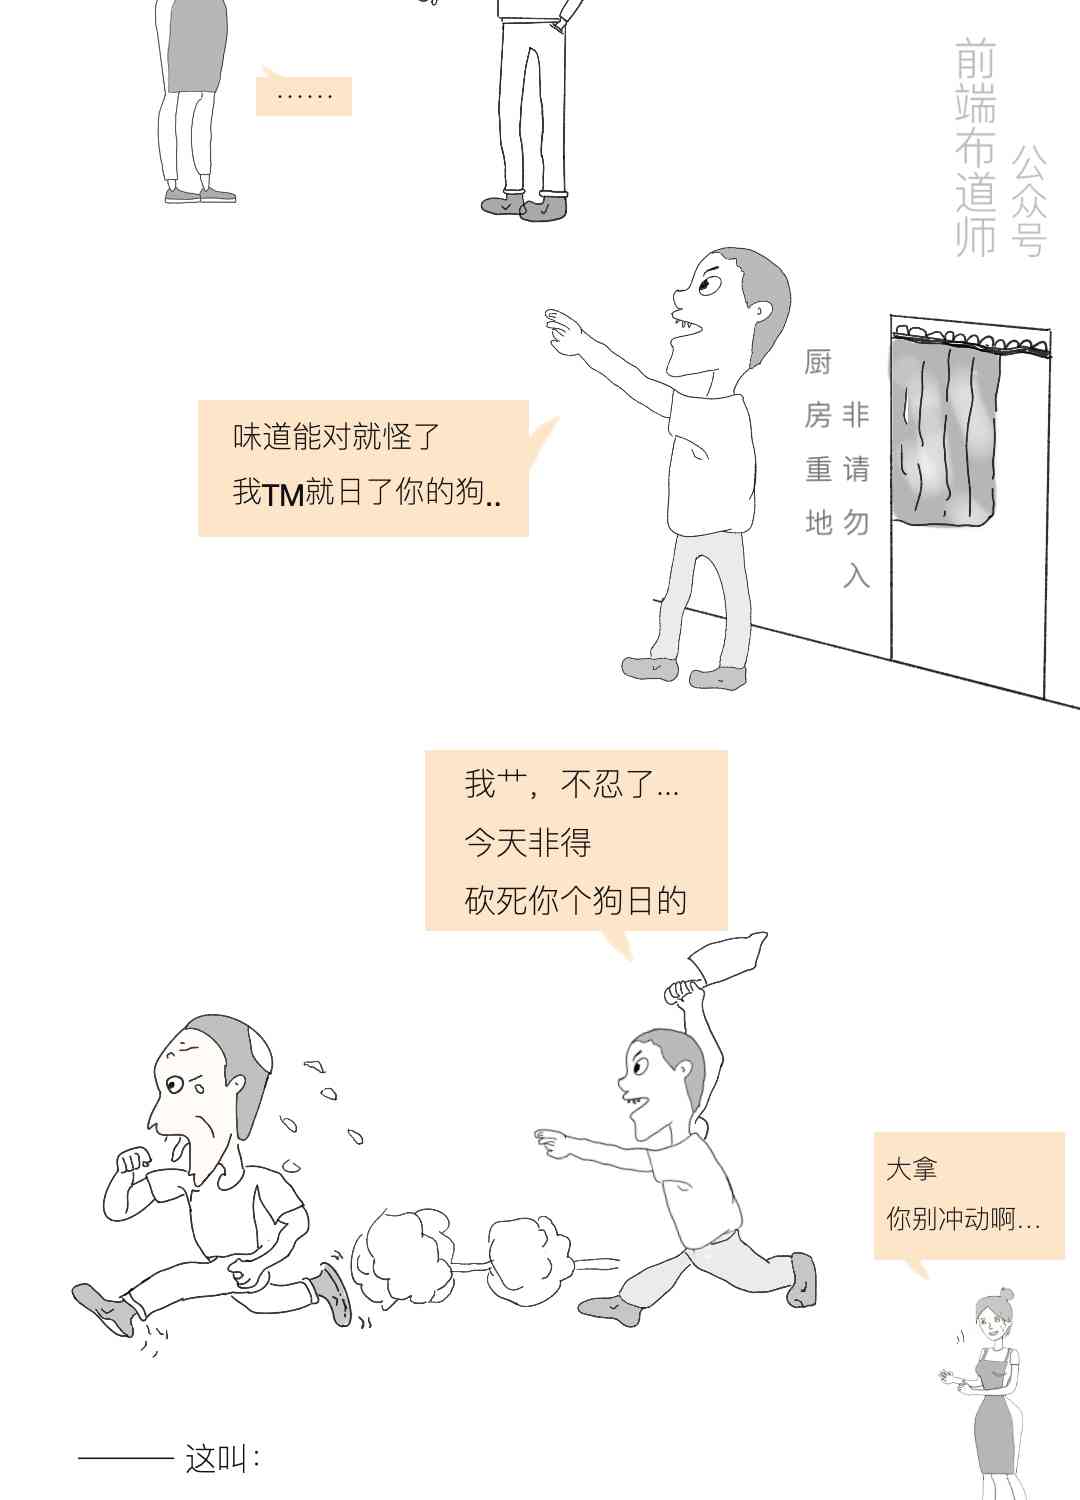 ……
公众号
前端布道师
味道能对就怪了
我TM就日了你的狗..
厨房重地
非请勿入
我艹，不忍了...
今天非得
砍死你个狗日的
大拿
你别冲动啊...
——— 这叫：